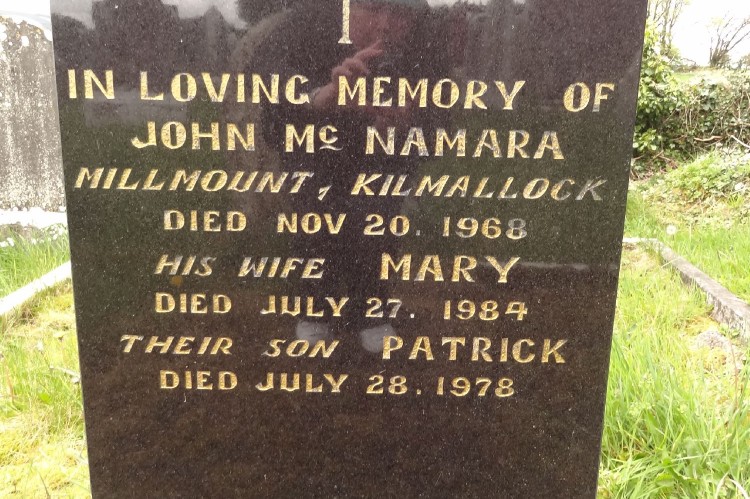 IN LOVING MEMORY OF
JOHN Mc NAMARA
MILLMOUNT, KILMALLOCK
DIED NOV 20. 1968
HIS WIFE MARY
DIED JULY 27. 1984
THEIR SON PATRICK
DIED JULY 28. 1978